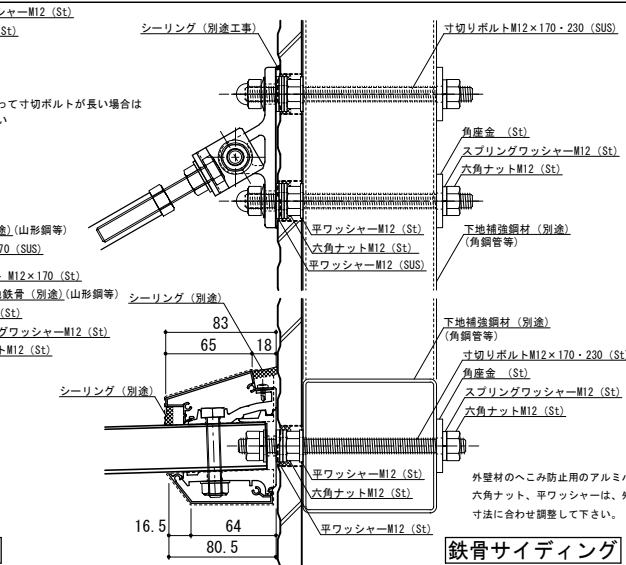 シャーM12 (St)
St)
シーリング (別途工事)
寸切りボルトM12×170・230 (SUS)
って寸切ボルトが長い場合は
い
角座金 (St)
スプリングワッシャーM12 (St)
六角ナットM12 (St)
平ワッシャーM12 (St)
六角ナットM12 (St)
平ワッシャーM12 (SUS)
下地補強鋼材 (別途)
(角鋼管等)
途)(山形鋼等)
70 (SUS)
M12×170 (St)
鉄骨 (別途)(山形鋼等)
(St)
グワッシャーM12 (St)
トM12 (St)
シーリング (別途)
83
65
18
シーリング (別途)
下地補強鋼材 (別途)
(角鋼管等)
寸切りボルトM12×170・230 (St)
角座金 (St)
スプリングワッシャーM12 (St)
六角ナットM12 (St)
平ワッシャーM12 (St)
六角ナットM12 (St)
平ワッシャーM12 (St)
16.5
64
80.5
外壁材のへこみ防止用のアルミ
六角ナット、平ワッシャーは、
寸法に合わせ調整して下さい。
鉄骨サイディング